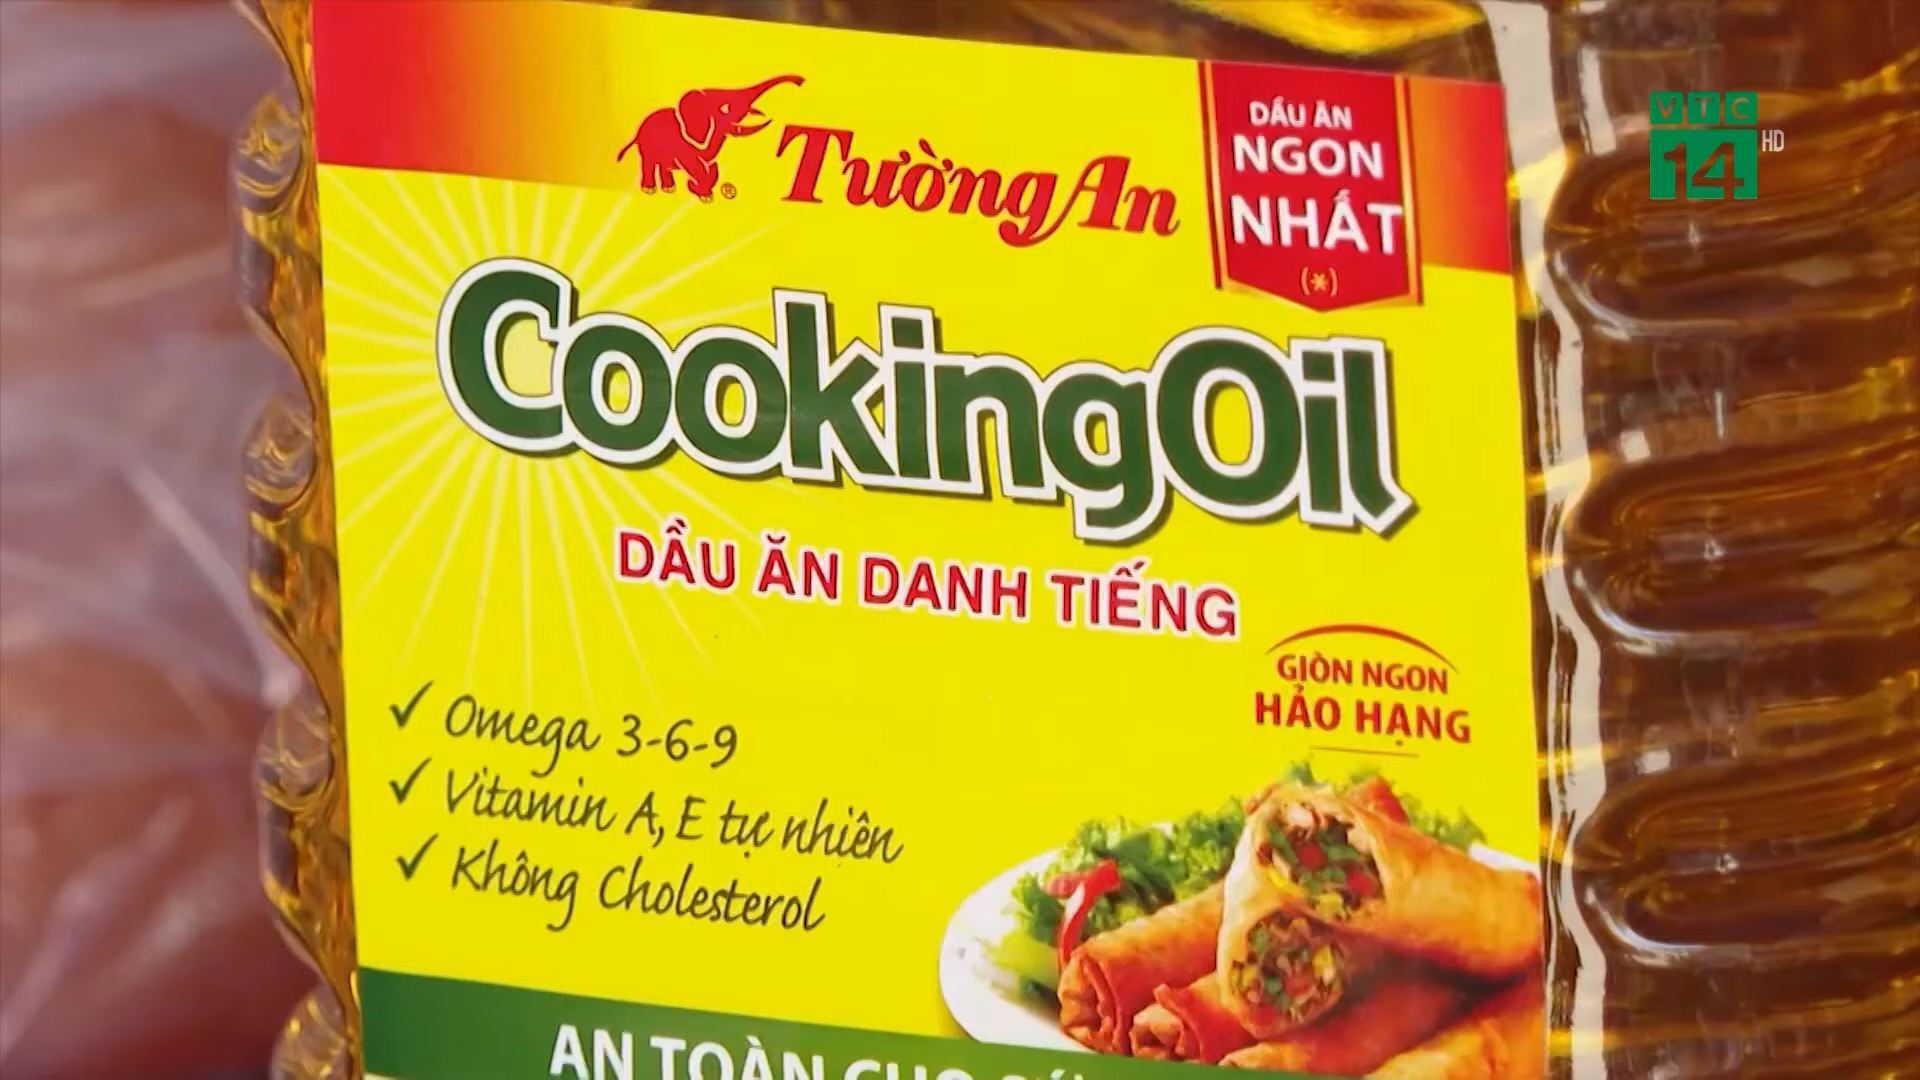 Tường An
DẦU ĂN
NGON
NHẤT
(*)
VTC
14 HD
CookingOil
DẦU ĂN DANH TIẾNG
GIÒN NGON
HẢO HẠNG
✓ Omega 3-6-9
✓ Vitamin A, E tự nhiên
✓ Không Cholesterol
AN TOÀN CHO